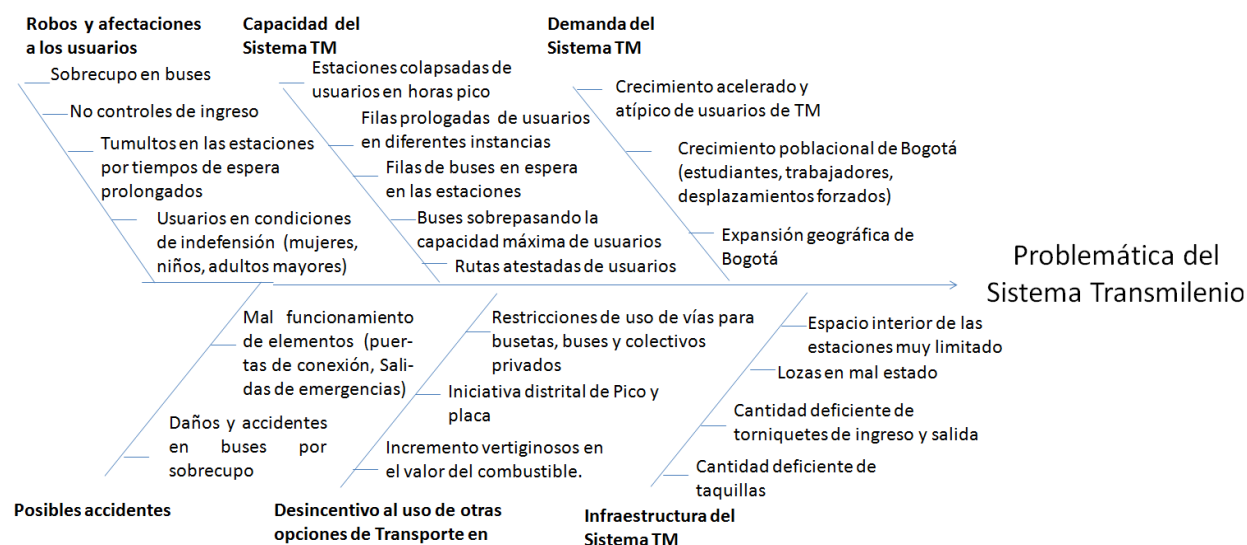 Robos y afectaciones
a los usuarios
Sobrecupo en buses
No controles de ingreso
Tumultos en las estaciones
por tiempos de espera
prolongados
Usuarios en condiciones
de indefensión (mujeres,
niños, adultos mayores)
Capacidad del
Sistema TM
Estaciones colapsadas de
usuarios en horas pico
Filas prologadas de usuarios
en diferentes instancias
Filas de buses en espera
en las estaciones
Buses sobrepasando la
capacidad máxima de usuarios
Rutas atestadas de usuarios
Demanda del
Sistema TM
Crecimiento acelerado y
atípico de usuarios de TM
Crecimiento poblacional de Bogotá
(estudiantes, trabajadores,
desplazamientos forzados)
Expansión geográfica de
Bogotá
Problemática del
Sistema Transmilenio
Mal funcionamiento
de elementos (puer-
tas de conexión, Sali-
das de emergencias)
Daños y accidentes
en buses por
sobrecupo
Posibles accidentes
Restricciones de uso de vías para
busetas, buses y colectivos
privados
Iniciativa distrital de Pico y
placa
Incremento vertiginosos en
el valor del combustible.
Desincentivo al uso de otras
opciones de Transporte en
Espacio interior de las
estaciones muy limitado
Lozas en mal estado
Cantidad deficiente de
torniquetes de ingreso y salida
Cantidad deficiente de
taquillas
Infraestructura del
Sistema TM